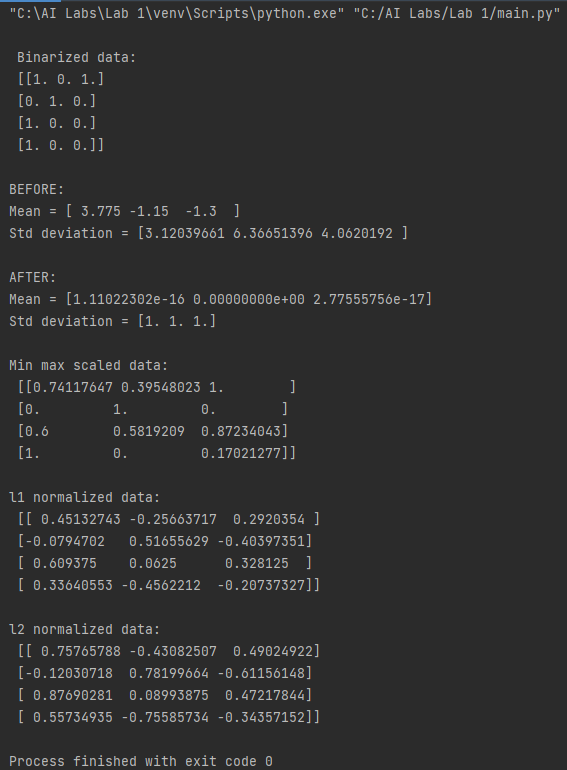 "C:\AI Labs\Lab 1\venv\Scripts\python.exe" "C:/AI Labs/Lab 1/main.py"
Binarized data:
[[1. 0. 1.]
[0. 1. 0.]
[1. 0. 0.]
[1. 0. 0.]]
BEFORE:
Mean = [ 3.775 -1.15  -1.3  ]
Std deviation = [3.12039661 6.36651396 4.0620192 ]
AFTER:
Mean = [1.11022302e-16 0.00000000e+00 2.77555756e-17]
Std deviation = [1. 1. 1.]
Min max scaled data:
[[0.74117647 0.39548023 1.        ]
[0.         1.         0.        ]
[0.6        0.5819209  0.87234043]
[1.         0.         0.17021277]]
l1 normalized data:
[[ 0.45132743 -0.25663717  0.2920354 ]
[-0.0794702   0.51655629 -0.40397351]
[ 0.609375    0.0625      0.328125  ]
[ 0.33640553 -0.4562212  -0.20737327]]
l2 normalized data:
[[ 0.75765788 -0.43082507  0.49024922]
[-0.12030718  0.78199664 -0.61156148]
[ 0.87690281  0.08993875  0.47217844]
[ 0.55734935 -0.75585734 -0.34357152]]
Process finished with exit code 0